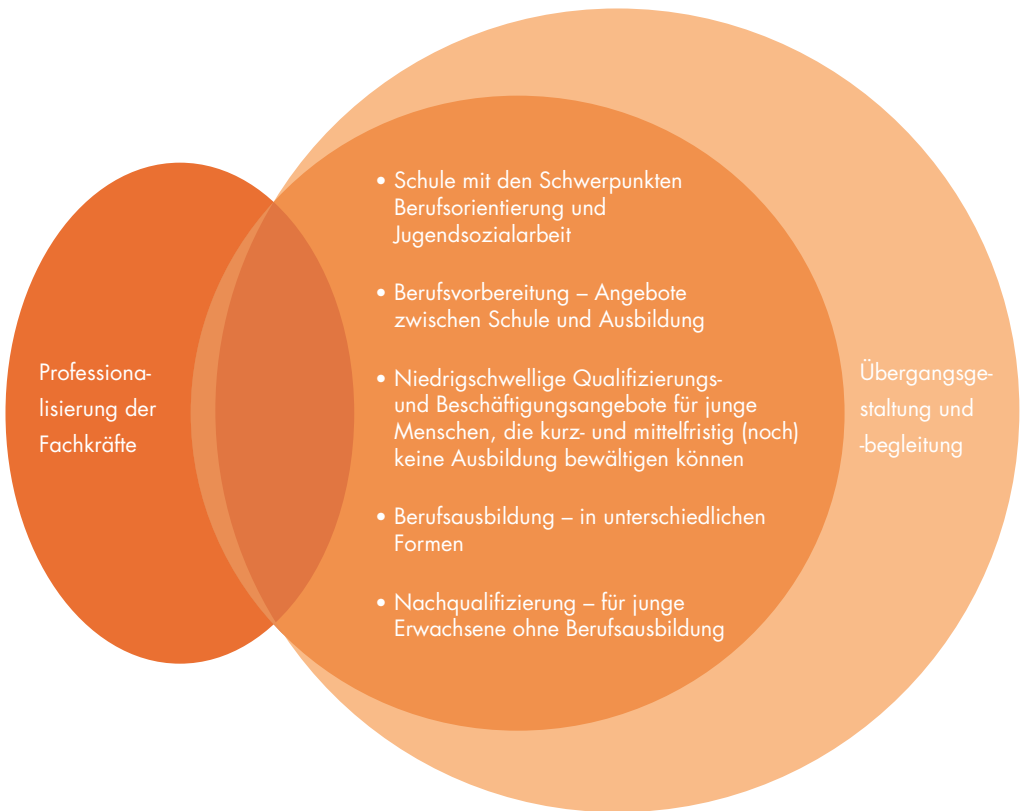 Professiona-
lisierung der
Fachkräfte
• Schule mit den Schwerpunkten
Berufsorientierung und
Jugendsozialarbeit
• Berufsvorbereitung – Angebote
zwischen Schule und Ausbildung
• Niedrigschwellige Qualifizierungs-
und Beschäftigungsangebote für junge
Menschen, die kurz- und mittelfristig (noch)
keine Ausbildung bewältigen können
• Berufsausbildung – in unterschiedlichen
Formen
• Nachqualifizierung – für junge
Erwachsene ohne Berufsausbildung
Übergangsge-
staltung und
-begleitung